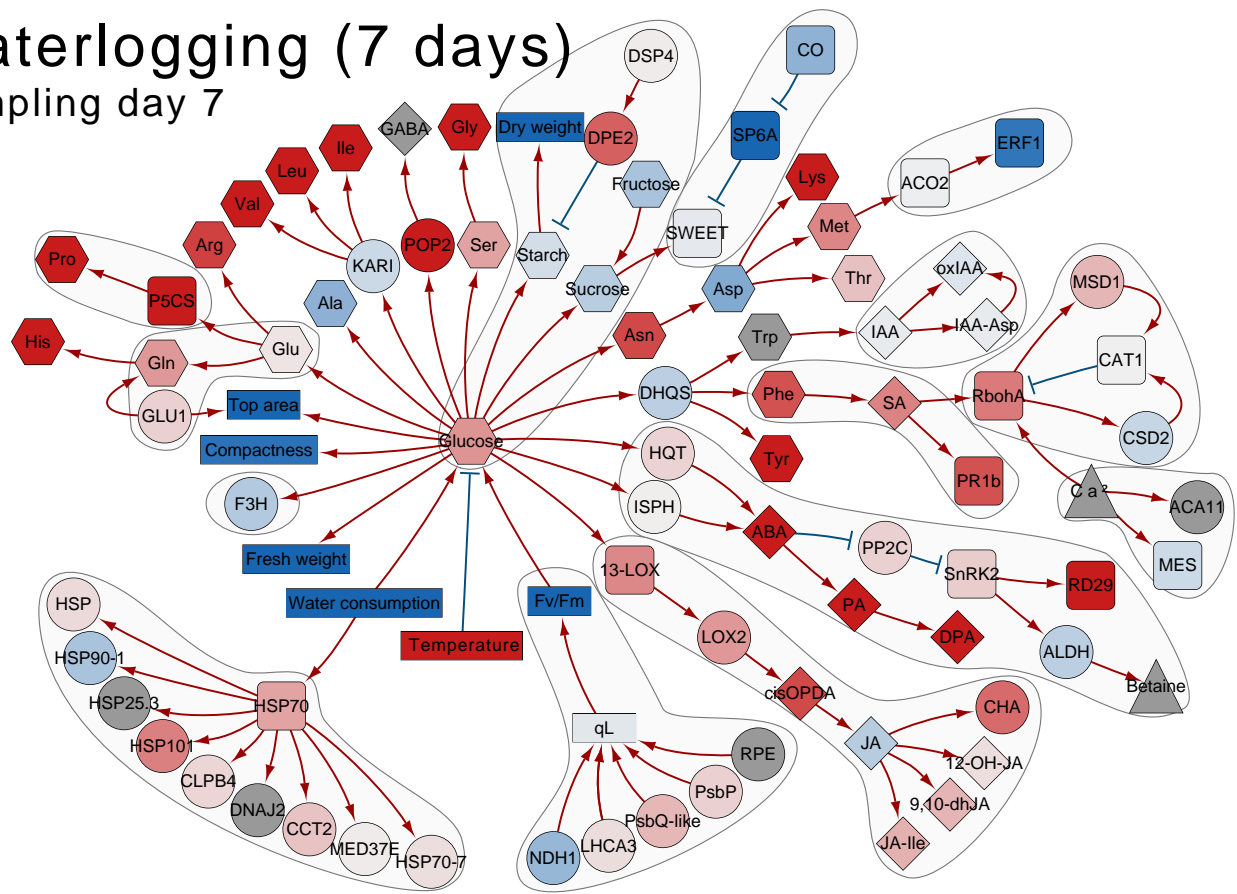 aterlogging (7 days)
npling day 7
DSP4
CO
GABA
Gly
Dry weight
DPE2
SP6A
ERF1
Ile
Leu
Fructose
Lys
ACO2
Val
Met
Arg
POP2
Ser
SWEET
Pro
KARI
Starch
oxIAA
MSD1
P5CS
Ala
Sucrose
Asp
Thr
His
Gln
Glu
Asn
Trp
IAA
IAA-Asp
CAT1
GLU1
Top area
DHQS
Phe
SA
RbohA
Compactness
Glucose
CSD2
HQT
Tyr
PR1b
F3H
ISPH
Ca²
ACA11
Fresh weight
ABA
PP2C
MES
13-LOX
SnRK2
RD29
HSP
Water consumption
Fv/Fm
PA
Temperature
LOX2
DPA
ALDH
HSP90-1
HSP25.3
HSP70
cisOPDA
Betaine
HSP101
qL
JA
CHA
CLPB4
RPE
12-OH-JA
DNAJ2
PsbP
9,10-dhJA
CCT2
PsbQ-like
MED37E
HSP70-7
NDH1
LHCA3
JA-Ile